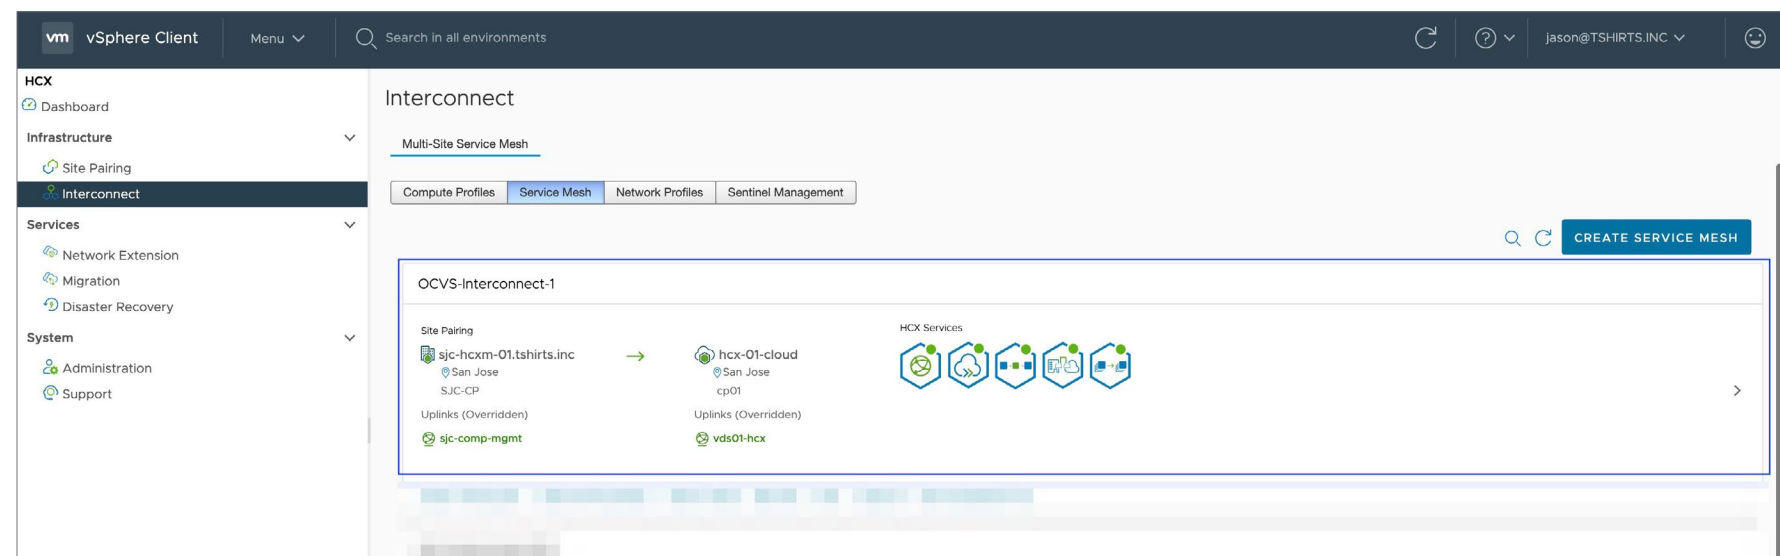 vm vSphere Client Menu Search in all environments jason@TSHIRTS.INC
HCX
Dashboard
Infrastructure
Site Pairing
Interconnect
Services
Network Extension
Migration
Disaster Recovery
System
Administration
Support
Interconnect
Multi-Site Service Mesh
Compute Profiles Service Mesh Network Profiles Sentinel Management
CREATE SERVICE MESH
OCVS-Interconnect-1
Site Pairing
sjc-hcxm-01.tshirts.inc
San Jose
SJC-CP
Uplinks (Overridden)
sjc-comp-mgmt
hcx-01-cloud
San Jose
cp01
Uplinks (Overridden)
vds01-hcx
HCX Services